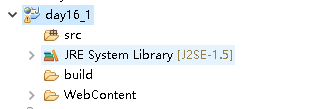 day16_1
src
JRE System Library [J2SE-1.5]
build
WebContent